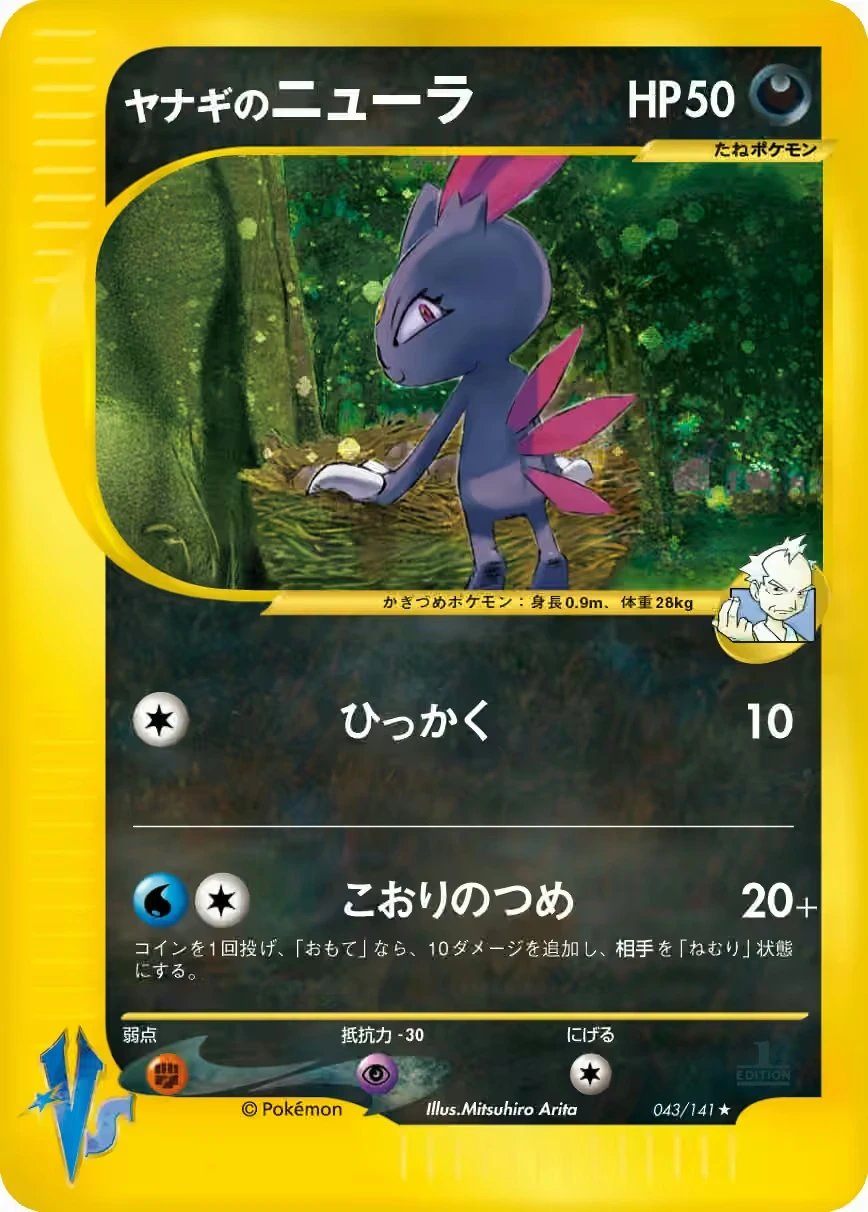 ヤナギのニューラ HP50
たねポケモン
かぎづめポケモン：身長0.9m、体重28kg
ひっかく 10
こおりのつめ 20+
コインを1回投げ、「おもて」なら、10ダメージを追加し、相手を「ねむり」状態
にする。
弱点 抵抗力 -30 にげる
1 EDITION
VS
© Pokémon Illus.Mitsuhiro Arita 043/141★